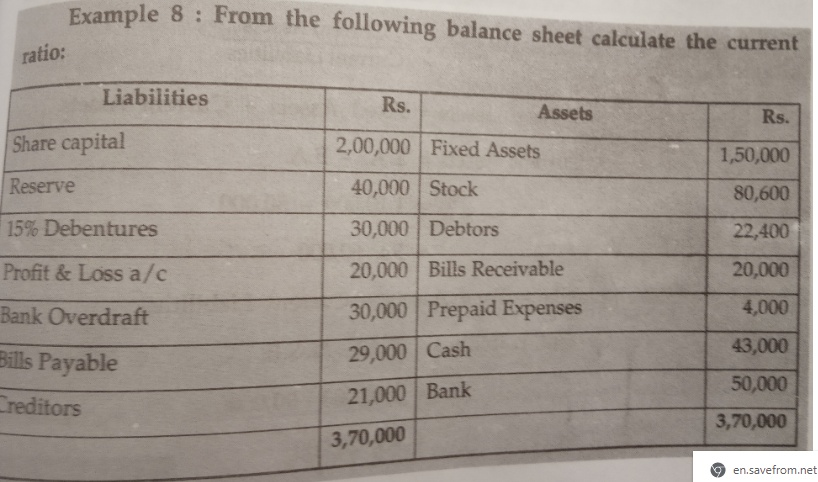 Example 8 : From the following balance sheet calculate the current
ratio:
Liabilities Rs. Assets Rs.
Share capital 2,00,000 Fixed Assets 1,50,000
Reserve 40,000 Stock 80,600
15% Debentures 30,000 Debtors 22,400
Profit & Loss a/c 20,000 Bills Receivable 20,000
Bank Overdraft 30,000 Prepaid Expenses 4,000
Bills Payable 29,000 Cash 43,000
Creditors 21,000 Bank 50,000
3,70,000 3,70,000
en.savefrom.net